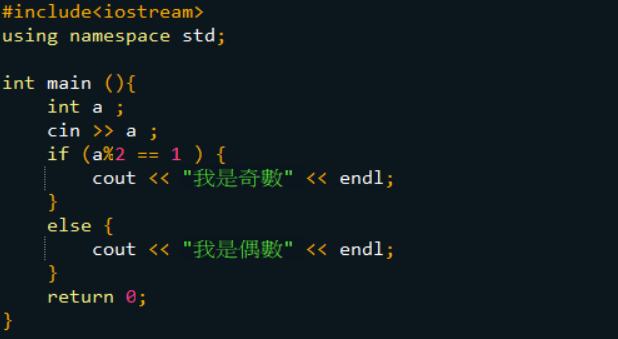 #include<iostream>
using namespace std;

int main (){
    int a ;
    cin >> a ;
    if (a%2 == 1 ) {
        cout << "我是奇數" << endl;
    }
    else {
        cout << "我是偶數" << endl;
    }
    return 0;
}